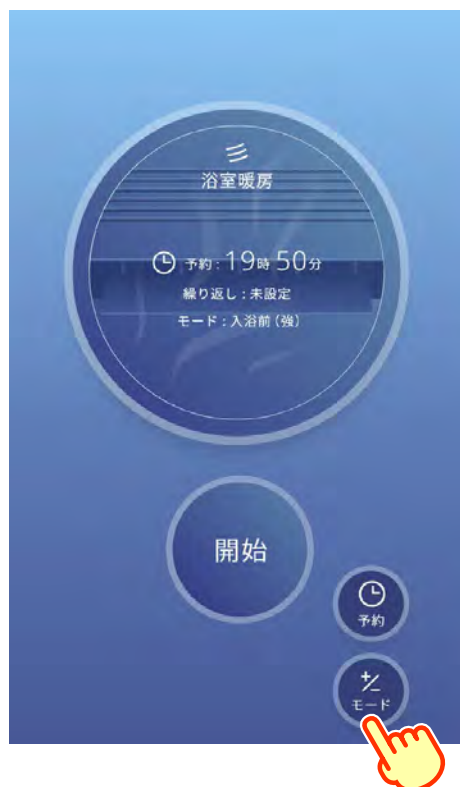 浴室暖房
予約：19時50分
繰り返し：未設定
モード：入浴前（強）
開始
予約
+/-
モード